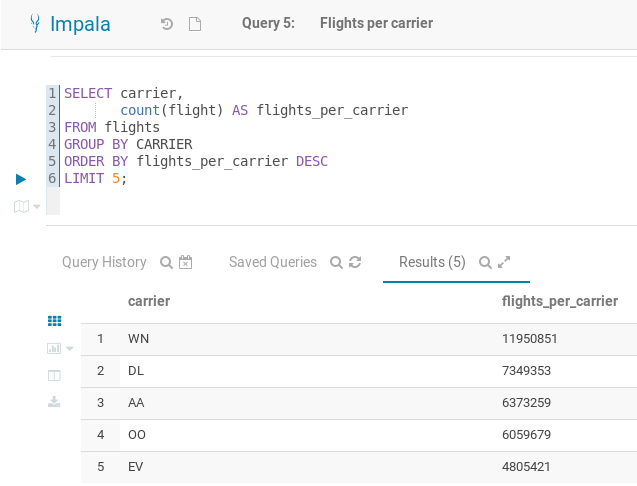 Impala Query 5: Flights per carrier
1 SELECT carrier,
2 count(flight) AS flights_per_carrier
3 FROM flights
4 GROUP BY CARRIER
5 ORDER BY flights_per_carrier DESC
6 LIMIT 5;
Query History Saved Queries Results (5)
carrier flights_per_carrier
1 WN 11950851
2 DL 7349353
3 AA 6373259
4 OO 6059679
5 EV 4805421